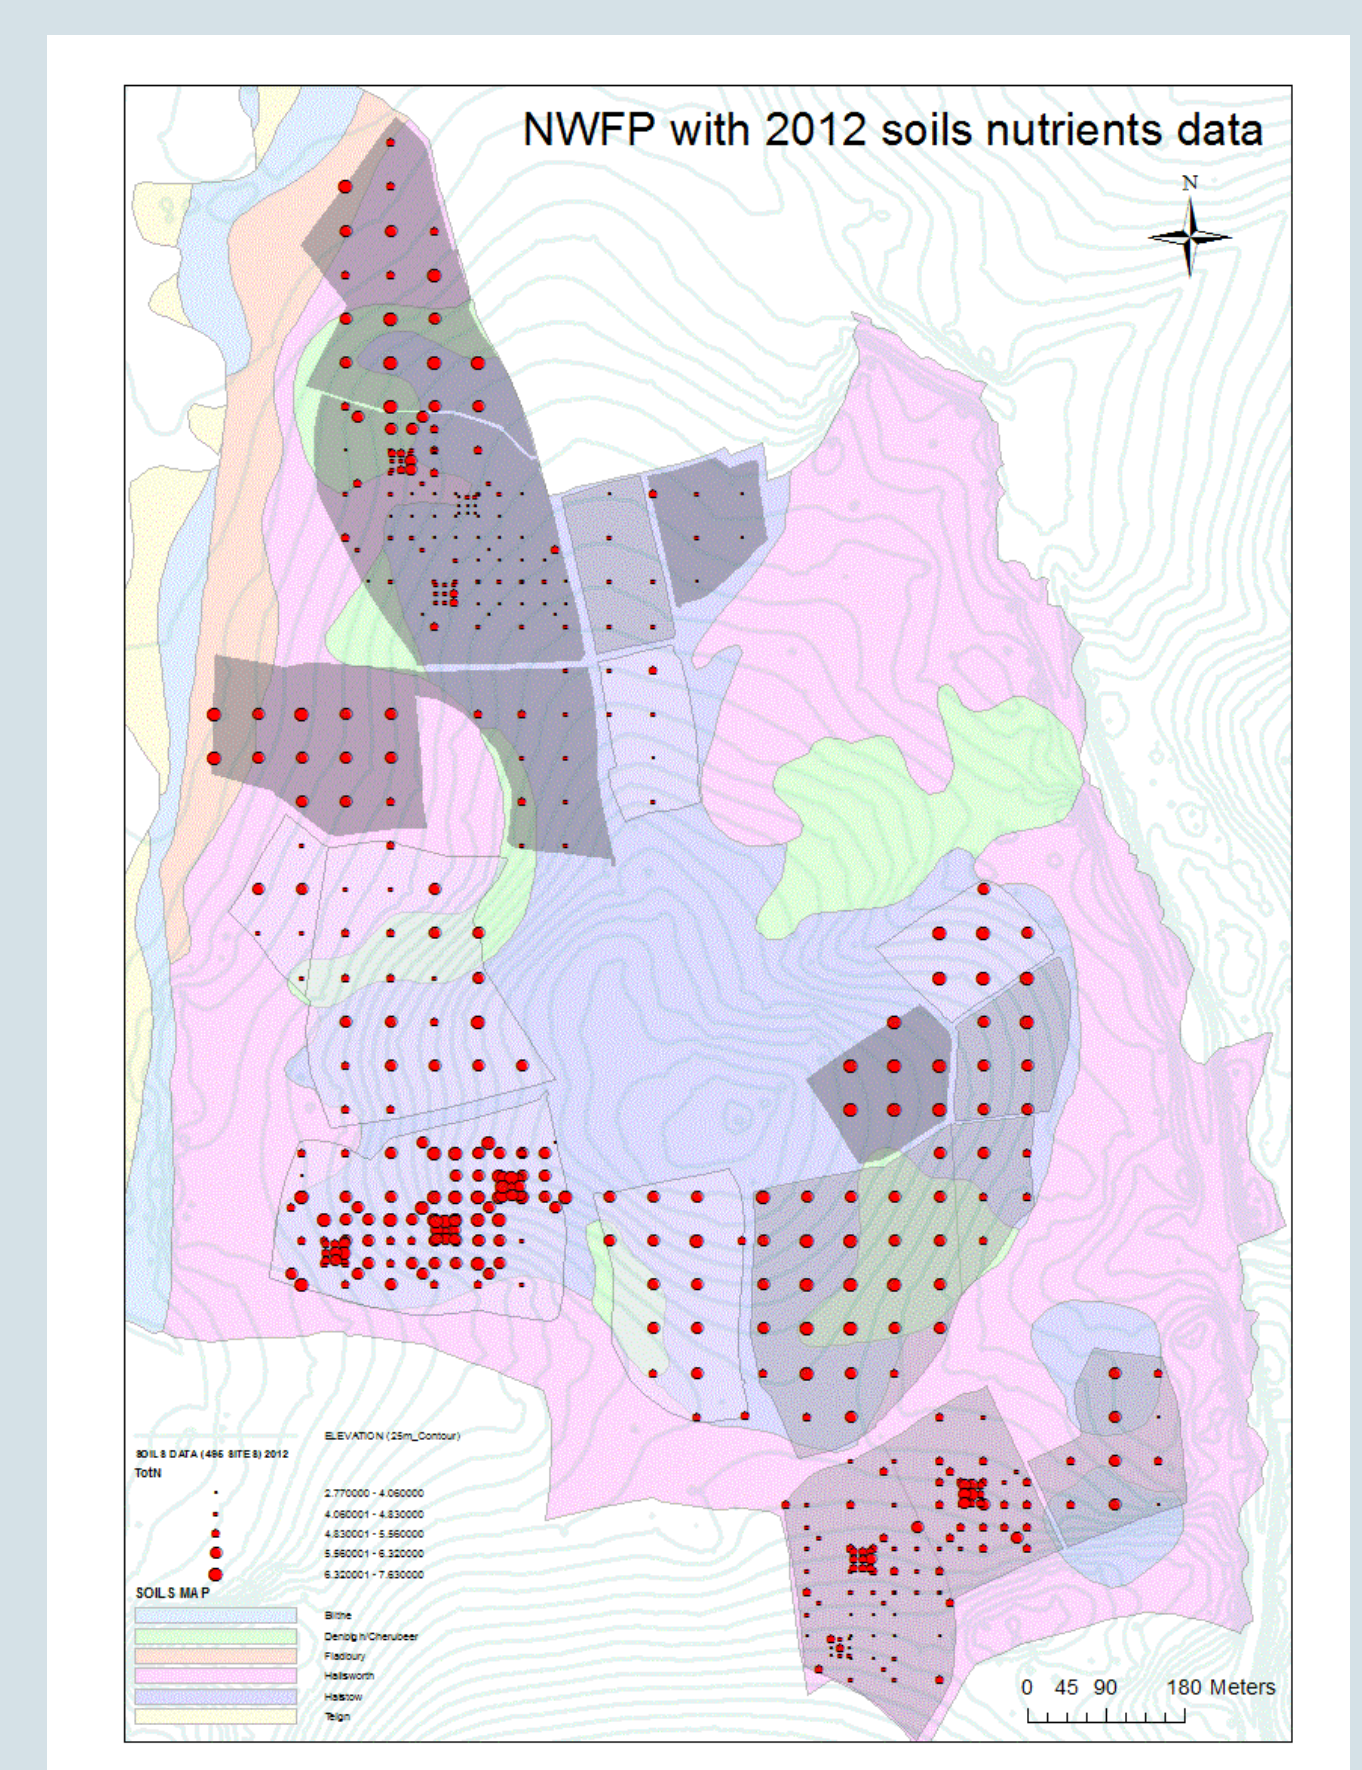 NWFP with 2012 soils nutrients data
N
ELEVATION (25m_Contour)
SOILS DATA (496 SITES) 2012
TotN
2.770000 - 4.060000
4.060001 - 4.830000
4.830001 - 5.560000
5.560001 - 6.320000
6.320001 - 7.630000
SOILS MAP
Blithe
Denbigh/Cherubeer
Fladbury
Hallsworth
Halstow
Teign
0 45 90 180 Meters